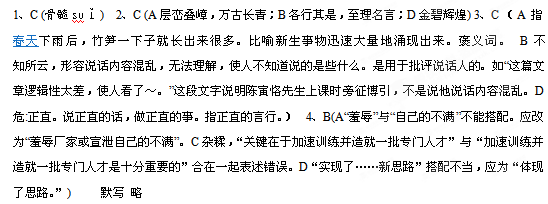 1、C (骨髓 suǐ)  2、C (A 层峦叠嶂，万古长青；B 各行其是，至理名言；D 金碧辉煌) 3、C （ A 指
春天下雨后，竹笋一下子就长出来很多。比喻新生事物迅速大量地涌现出来。褒义词。 B 不
知所云，形容说话内容混乱，无法理解，使人不知道说的是些什么。是用于批评说话人的。如“这篇文
章逻辑性太差，使人看了～。”这段文字说明陈寅恪先生上课时旁征博引，不是说他说话内容混乱。D
危:正直。说正直的话，做正直的事。指正直的言行。） 4、B(A“羞辱”与“自己的不满”不能搭配。应改
为“羞辱厂家或宣泄自己的不满”。C 杂糅，“关键在于加速训练并造就一批专门人才”与“加速训练并
造就一批专门人才是十分重要的”合在一起表述错误。D“实现了……新思路”搭配不当，应为“体现
了思路。”)  默写 略